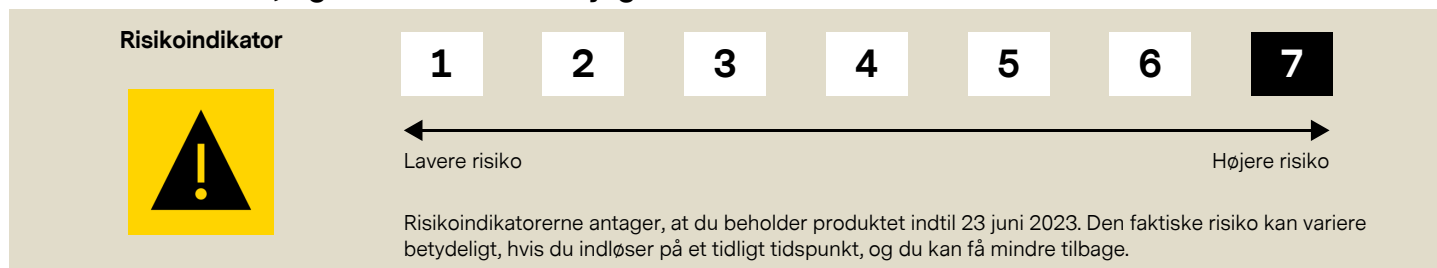 Risikoindikator
1 2 3 4 5 6 7
Lavere risiko Højere risiko
Risikoindikatorerne antager, at du beholder produktet indtil 23 juni 2023. Den faktiske risiko kan variere
betydeligt, hvis du indløser på et tidligt tidspunkt, og du kan få mindre tilbage.